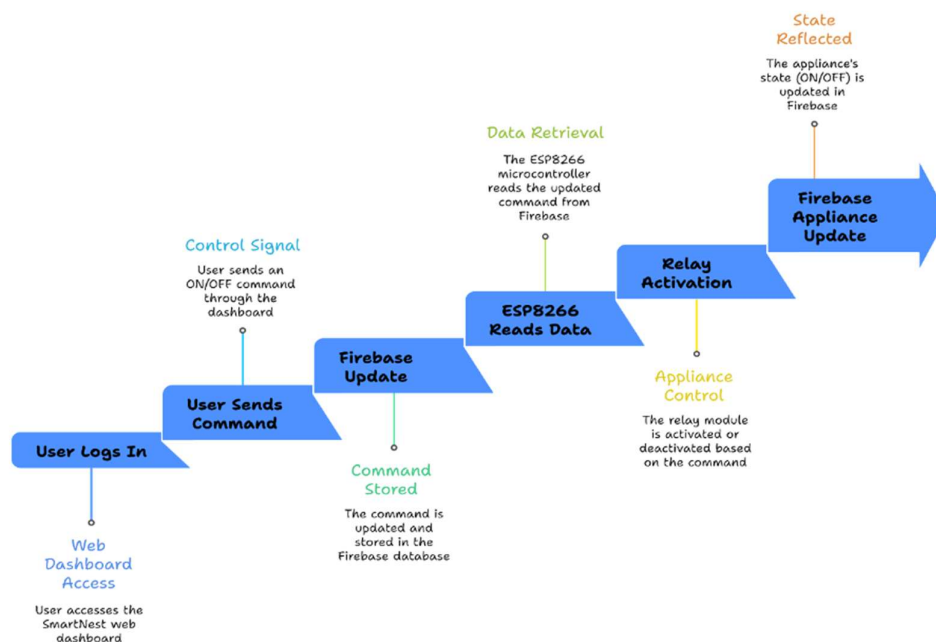 User Logs In
Web
Dashboard
Access
User accesses the
SmartNest web
dashboard
Control Signal
User sends an
ON/OFF command
through the
dashboard
User Sends
Command
Firebase
Update
Command
Stored
The command is
updated and
stored in the
Firebase database
Data Retrieval
The ESP8266
microcontroller
reads the updated
command from
Firebase
ESP8266
Reads Data
Relay
Activation
Appliance
Control
The relay module
is activated or
deactivated based
on the command
State
Reflected
The appliance's
state (ON/OFF) is
updated in
Firebase
Firebase
Appliance
Update